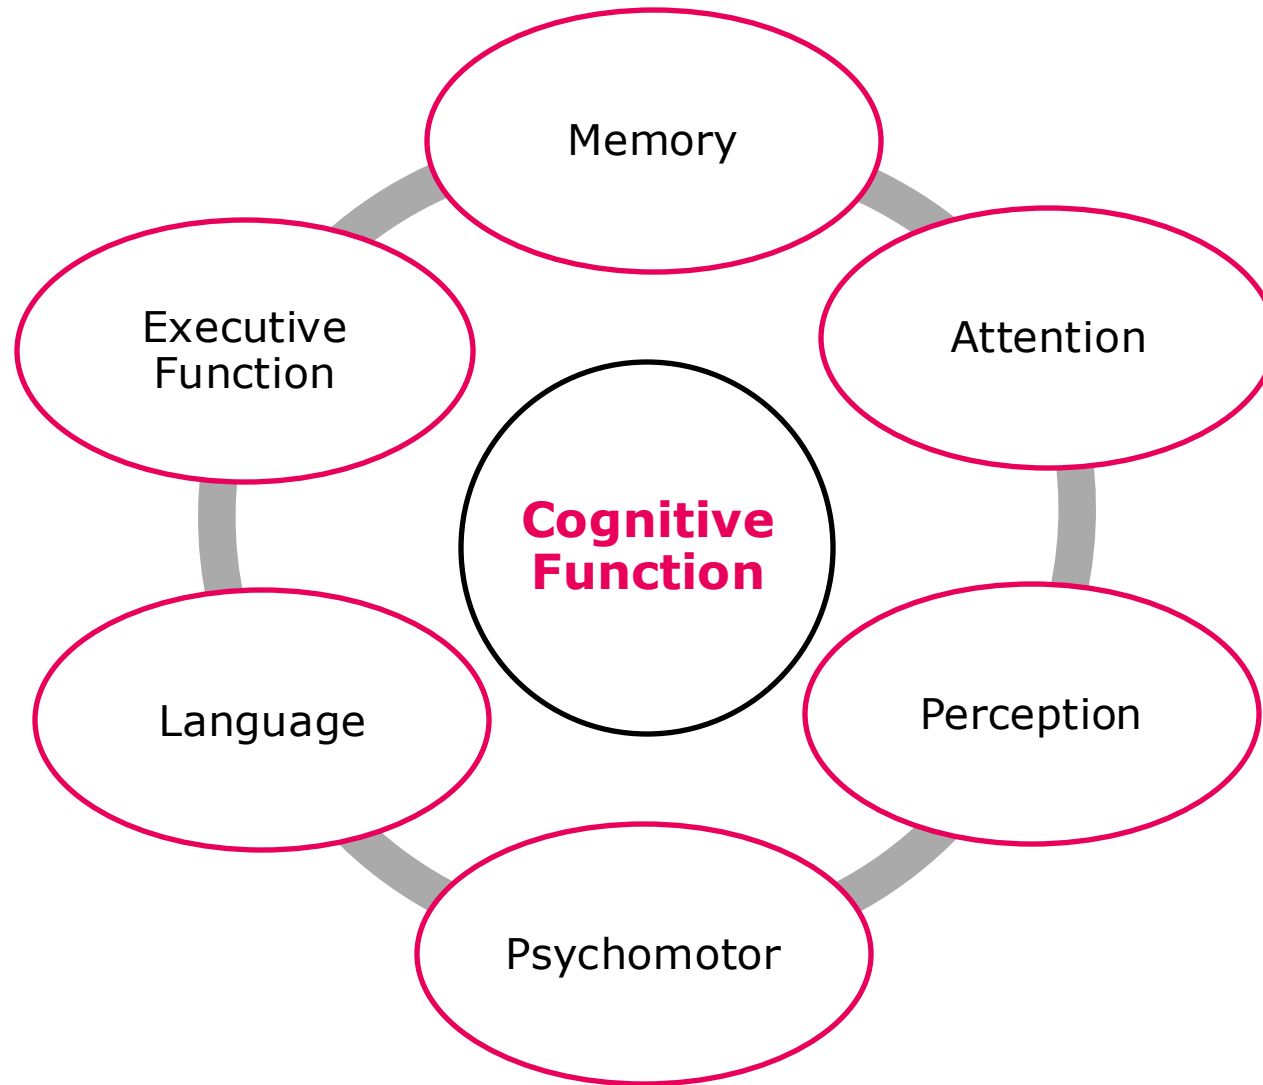 Memory
Attention
Executive
Function
Cognitive
Function
Language
Perception
Psychomotor